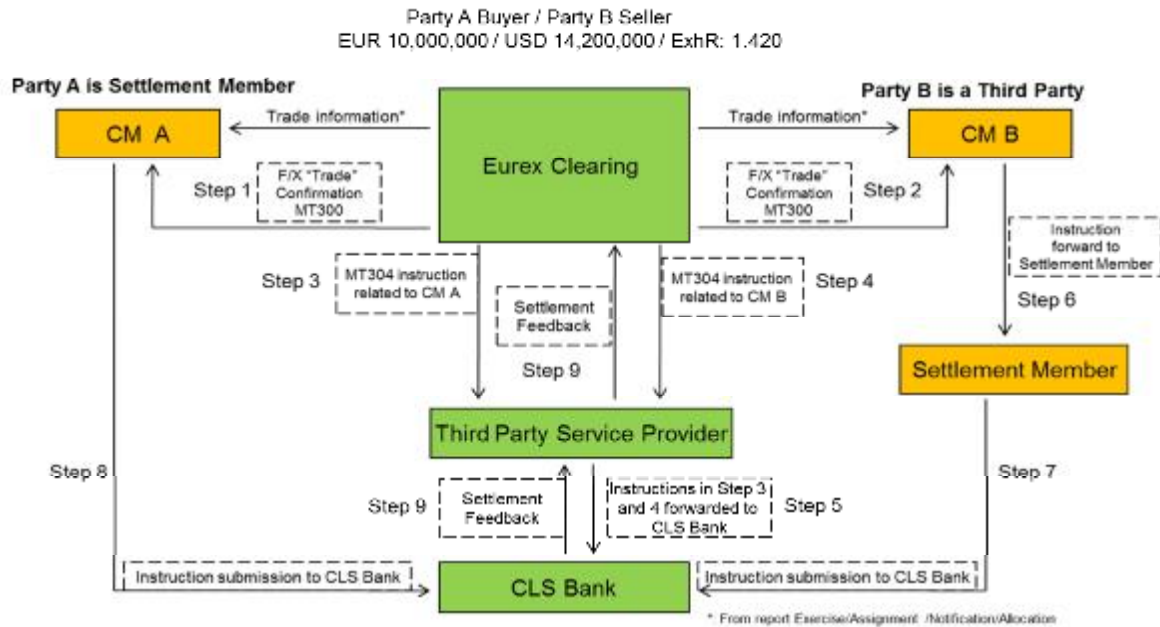 Party A Buyer / Party B Seller
EUR 10,000,000 / USD 14,200,000 / ExhR: 1.420
Party A is Settlement Member
Party B is a Third Party
CM A
Trade information*
Eurex Clearing
Trade information*
CM B
Step 1
F/X "Trade"
Confirmation
MT300
F/X "Trade"
Confirmation
MT300
Step 2
Instruction
forward to
Settlement Member
Step 3
MT304 instruction
related to CM A
Settlement
Feedback
MT304 instruction
related to CM B
Step 4
Step 6
Step 9
Settlement Member
Third Party Service Provider
Step 8
Step 7
Step 9
Settlement
Feedback
Instructions in Step 3
and 4 forwarded to
CLS Bank
Step 5
Instruction submission to CLS Bank
CLS Bank
Instruction submission to CLS Bank
* From report Exercise/Assignment /Notification/Allocation